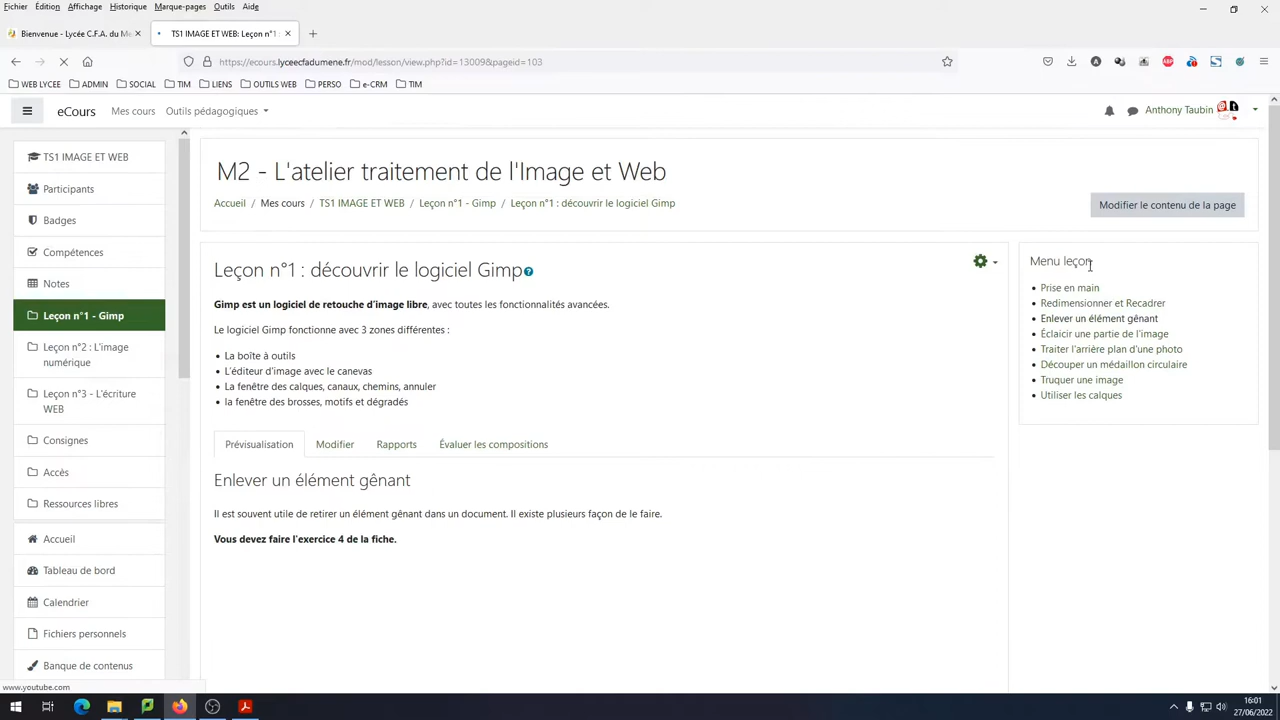 Fichier Édition Affichage Historique Marque-pages Outils Aide
Bienvenue - Lycée C.F.A. du Me
TS1 IMAGE ET WEB: Leçon n°1 :
https://ecours.lyceecfadumene.fr/mod/lesson/view.php?id=13009&pageid=103
WEB LYCEE ADMIN SOCIAL TIM LIENS OUTILS WEB PERSO e-CRM TIM
eCours Mes cours Outils pédagogiques
Anthony Taubin
TS1 IMAGE ET WEB
Participants
Badges
Compétences
Notes
Leçon n°1 - Gimp
Leçon n°2 : L'image
numérique
Leçon n°3 - L'écriture
WEB
Consignes
Accès
Ressources libres
Accueil
Tableau de bord
Calendrier
Fichiers personnels
Banque de contenus
M2 - L'atelier traitement de l'Image et Web
Accueil / Mes cours / TS1 IMAGE ET WEB / Leçon n°1 - Gimp / Leçon n°1 : découvrir le logiciel Gimp
Modifier le contenu de la page
Leçon n°1 : découvrir le logiciel Gimp
Gimp est un logiciel de retouche d'image libre, avec toutes les fonctionnalités avancées.
Le logiciel Gimp fonctionne avec 3 zones différentes :
La boîte à outils
L'éditeur d'image avec le canevas
La fenêtre des calques, canaux, chemins, annuler
la fenêtre des brosses, motifs et dégradés
Prévisualisation Modifier Rapports Évaluer les compositions
Enlever un élément gênant
Il est souvent utile de retirer un élément gênant dans un document. Il existe plusieurs façon de le faire.
Vous devez faire l'exercice 4 de la fiche.
Menu leçon
Prise en main
Redimensionner et Recadrer
Enlever un élément gênant
Éclaicir une partie de l'image
Traiter l'arrière plan d'une photo
Découper un médaillon circulaire
Truquer une image
Utiliser les calques
www.youtube.com
16:01
27/06/2022